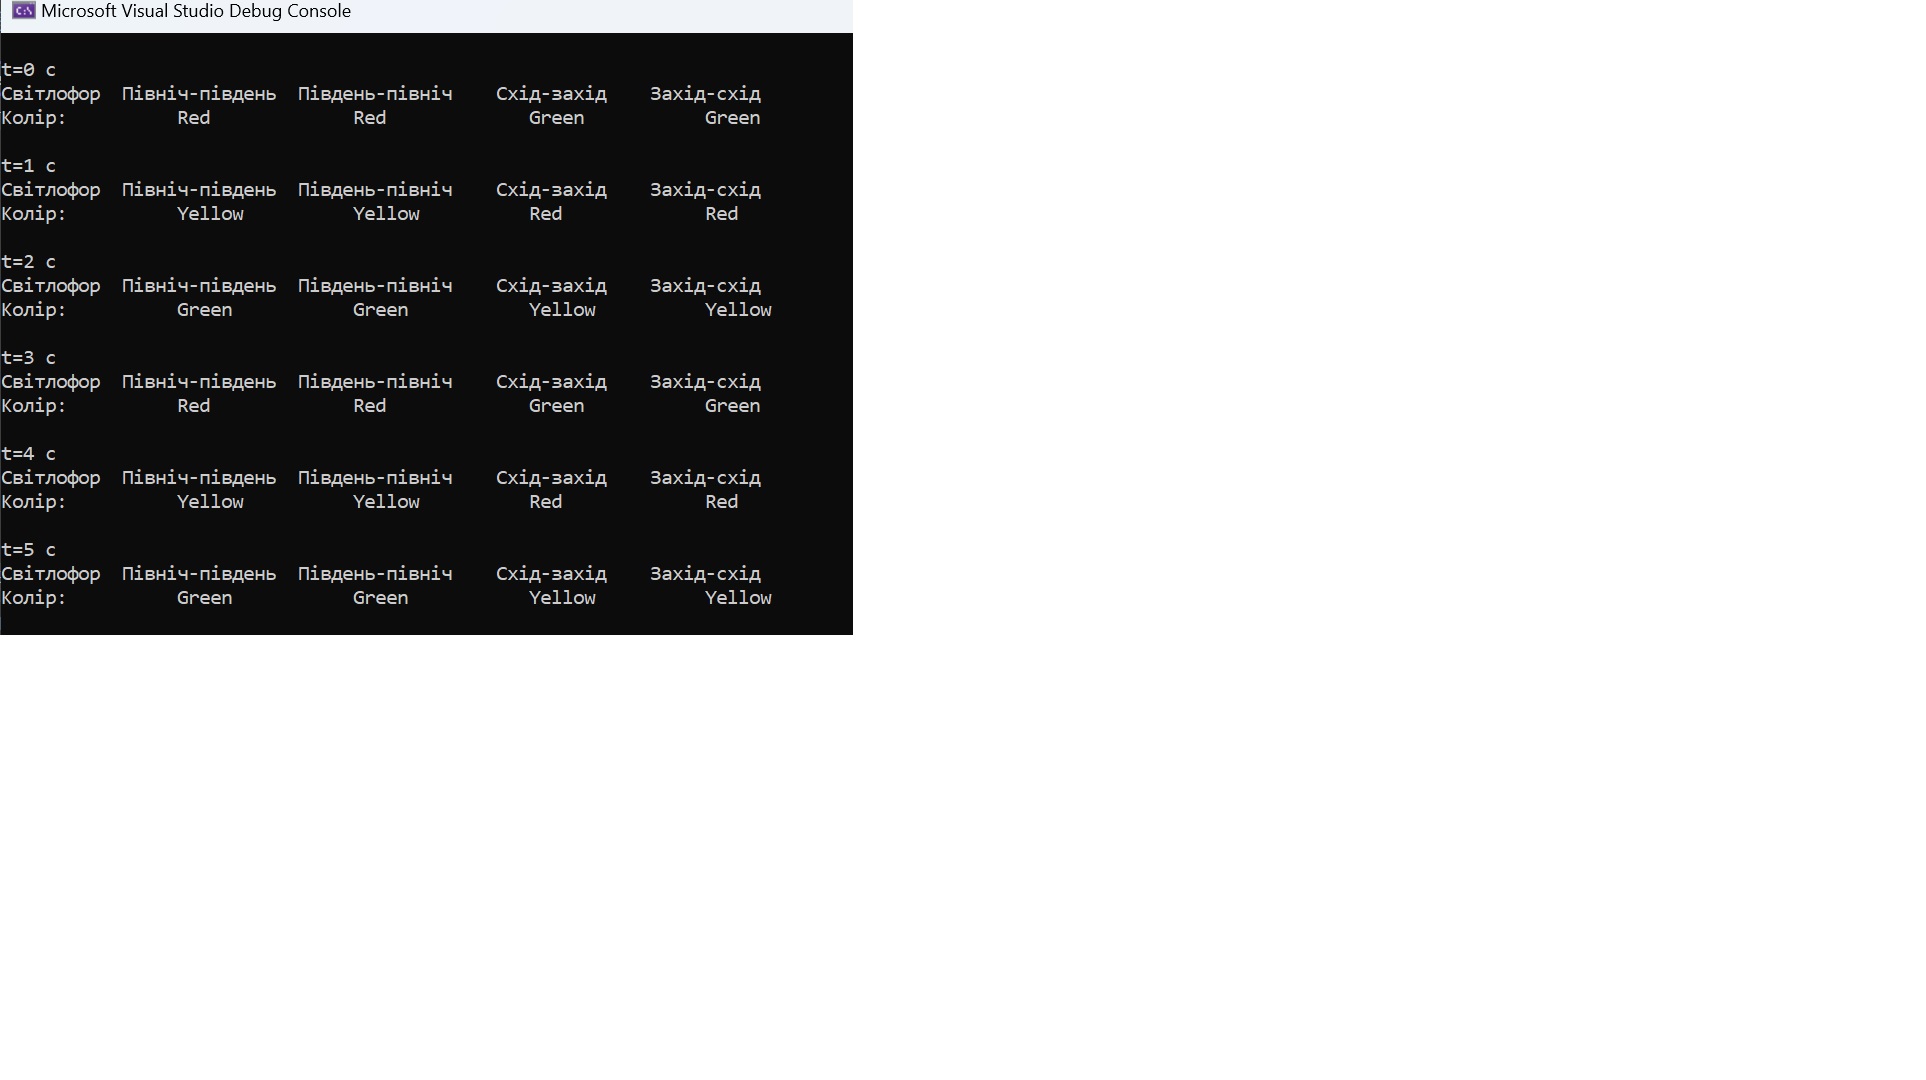 Microsoft Visual Studio Debug Console
t=0 с
Світлофор Північ-південь Південь-північ Схід-захід Захід-схід
Колір: Red Red Green Green
t=1 с
Світлофор Північ-південь Південь-північ Схід-захід Захід-схід
Колір: Yellow Yellow Red Red
t=2 с
Світлофор Північ-південь Південь-північ Схід-захід Захід-схід
Колір: Green Green Yellow Yellow
t=3 с
Світлофор Північ-південь Південь-північ Схід-захід Захід-схід
Колір: Red Red Green Green
t=4 с
Світлофор Північ-південь Південь-північ Схід-захід Захід-схід
Колір: Yellow Yellow Red Red
t=5 с
Світлофор Північ-південь Південь-північ Схід-захід Захід-схід
Колір: Green Green Yellow Yellow